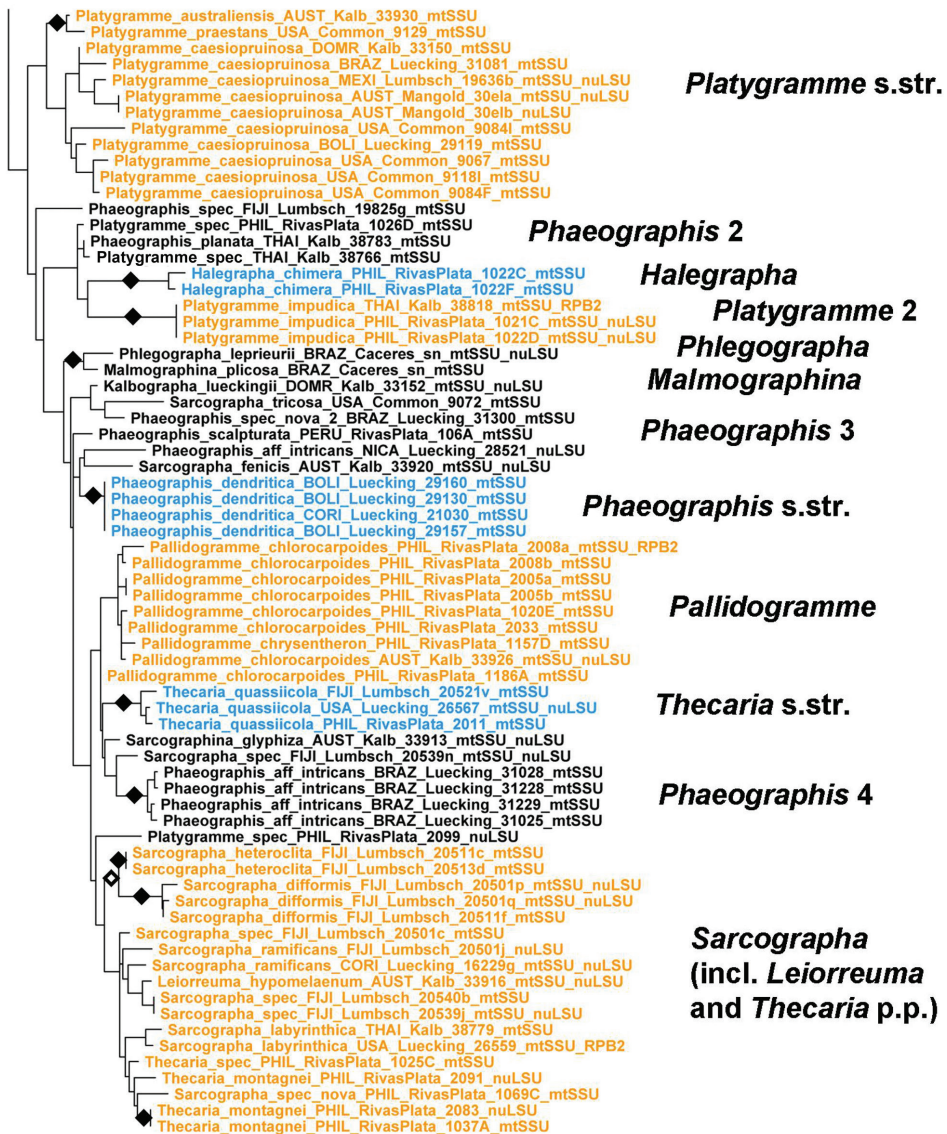 Platygramme_australiensis_AUST_Kalb_33930_mtSSU
Platygramme_praestans_USA_Common_9129_mtSSU
Platygramme_caesiopruinosa_DOMR_Kalb_33150_mtSSU
Platygramme_caesiopruinosa_BRAZ_Luecking_31081_mtSSU
Platygramme_caesiopruinosa_MEXI_Lumbsch_19636b_mtSSU_nuLSU
Platygramme_caesiopruinosa_AUST_Mangold_30ela_mtSSU_nuLSU
Platygramme_caesiopruinosa_AUST_Mangold_30elb_nuLSU
Platygramme_caesiopruinosa_USA_Common_9084I_mtSSU
Platygramme_caesiopruinosa_BOLI_Luecking_29119_mtSSU
Platygramme_caesiopruinosa_USA_Common_9067_mtSSU
Platygramme_caesiopruinosa_USA_Common_9118I_mtSSU
Platygramme_caesiopruinosa_USA_Common_9084F_mtSSU
Platygramme s.str.
Phaeographis_spec_FIJI_Lumbsch_19825g_mtSSU
Platygramme_spec_PHIL_RivasPlata_1026D_mtSSU
Phaeographis_planata_THAI_Kalb_38783_mtSSU
Platygramme_spec_THAI_Kalb_38766_mtSSU
Phaeographis 2
Halegrapha_chimera_PHIL_RivasPlata_1022C_mtSSU
Halegrapha_chimera_PHIL_RivasPlata_1022F_mtSSU
Halegrapha
Platygramme_impudica_THAI_Kalb_38818_mtSSU_RPB2
Platygramme_impudica_PHIL_RivasPlata_1021C_mtSSU_nuLSU
Platygramme_impudica_PHIL_RivasPlata_1022D_mtSSU_nuLSU
Platygramme 2
Phlegographa_leprieurii_BRAZ_Caceres_sn_mtSSU_nuLSU
Phlegographa
Malmographina_plicosa_BRAZ_Caceres_sn_mtSSU
Malmographina
Kalbographa_lueckingii_DOMR_Kalb_33152_mtSSU_nuLSU
Sarcographa_tricosa_USA_Common_9072_mtSSU
Phaeographis_spec_nova_2_BRAZ_Luecking_31300_mtSSU
Phaeographis_scalpturata_PERU_RivasPlata_106A_mtSSU
Phaeographis_aff_intricans_NICA_Luecking_28521_nuLSU
Sarcographa_fenicis_AUST_Kalb_33920_mtSSU_nuLSU
Phaeographis 3
Phaeographis_dendritica_BOLI_Luecking_29160_mtSSU
Phaeographis_dendritica_BOLI_Luecking_29130_mtSSU
Phaeographis_dendritica_CORI_Luecking_21030_mtSSU
Phaeographis_dendritica_BOLI_Luecking_29157_mtSSU
Phaeographis s.str.
Pallidogramme_chlorocarpoides_PHIL_RivasPlata_2008a_mtSSU_RPB2
Pallidogramme_chlorocarpoides_PHIL_RivasPlata_2008b_mtSSU
Pallidogramme_chlorocarpoides_PHIL_RivasPlata_2005a_mtSSU
Pallidogramme_chlorocarpoides_PHIL_RivasPlata_2005b_mtSSU
Pallidogramme_chlorocarpoides_PHIL_RivasPlata_1020E_mtSSU
Pallidogramme_chlorocarpoides_PHIL_RivasPlata_2033_mtSSU
Pallidogramme_chrysentheron_PHIL_RivasPlata_1157D_mtSSU
Pallidogramme_chlorocarpoides_AUST_Kalb_33926_mtSSU_nuLSU
Pallidogramme_chlorocarpoides_PHIL_RivasPlata_1186A_mtSSU
Pallidogramme
Thecaria_quassiicola_FIJI_Lumbsch_20521v_mtSSU
Thecaria_quassiicola_USA_Luecking_26567_mtSSU_nuLSU
Thecaria_quassiicola_PHIL_RivasPlata_2011_mtSSU
Thecaria s.str.
Sarcographina_glyphiza_AUST_Kalb_33913_mtSSU_nuLSU
Sarcographa_spec_FIJI_Lumbsch_20539n_mtSSU_nuLSU
Phaeographis_aff_intricans_BRAZ_Luecking_31028_mtSSU
Phaeographis_aff_intricans_BRAZ_Luecking_31228_mtSSU
Phaeographis_aff_intricans_BRAZ_Luecking_31229_mtSSU
Phaeographis_aff_intricans_BRAZ_Luecking_31025_mtSSU
Phaeographis 4
Platygramme_spec_PHIL_RivasPlata_2099_nuLSU
Sarcographa_heteroclita_FIJI_Lumbsch_20511c_mtSSU
Sarcographa_heteroclita_FIJI_Lumbsch_20513d_mtSSU
Sarcographa_difformis_FIJI_Lumbsch_20501p_mtSSU_nuLSU
Sarcographa_difformis_FIJI_Lumbsch_20501q_mtSSU_nuLSU
Sarcographa_difformis_FIJI_Lumbsch_20511f_mtSSU
Sarcographa_spec_FIJI_Lumbsch_20501c_mtSSU
Sarcographa_ramificans_FIJI_Lumbsch_20501j_nuLSU
Sarcographa_ramificans_CORI_Luecking_16229g_mtSSU_nuLSU
Leiorreuma_hypomelaenum_AUST_Kalb_33916_mtSSU_nuLSU
Sarcographa_spec_FIJI_Lumbsch_20540b_mtSSU
Sarcographa_spec_FIJI_Lumbsch_20539j_mtSSU_nuLSU
Sarcographa_labyrinthica_THAI_Kalb_38779_mtSSU
Sarcographa_labyrinthica_USA_Luecking_26559_mtSSU_RPB2
Thecaria_spec_PHIL_RivasPlata_1025C_mtSSU
Thecaria_montagnei_PHIL_RivasPlata_2091_nuLSU
Sarcographa_spec_nova_PHIL_RivasPlata_1069C_mtSSU
Thecaria_montagnei_PHIL_RivasPlata_2083_nuLSU
Thecaria_montagnei_PHIL_RivasPlata_1037A_mtSSU
Sarcographa
(incl. Leiorreuma
and Thecaria p.p.)